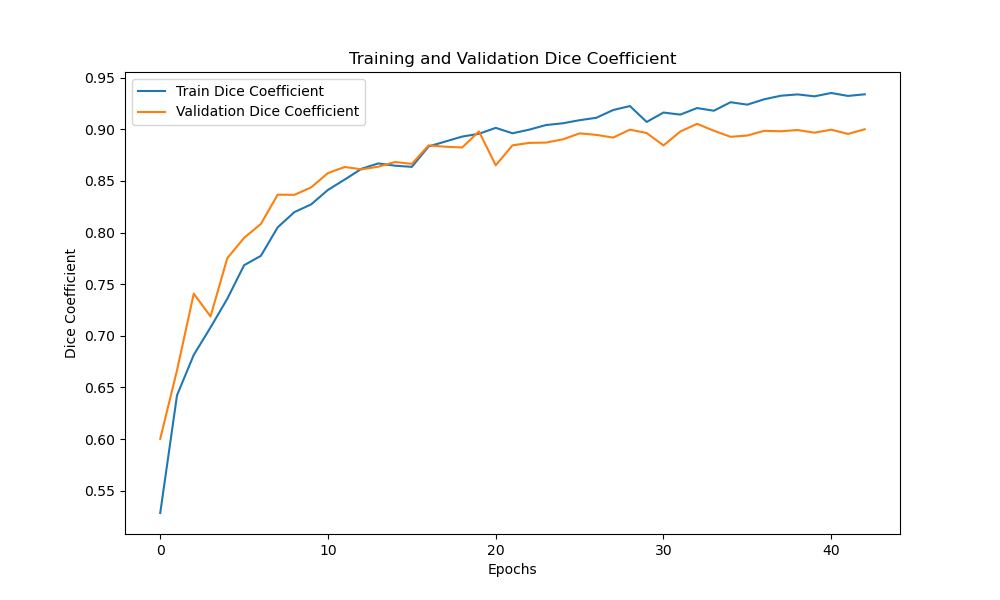 Training and Validation Dice Coefficient
Train Dice Coefficient
Validation Dice Coefficient
0.95
0.90
0.85
0.80
0.75
0.70
0.65
0.60
0.55
Dice Coefficient
0 10 20 30 40
Epochs